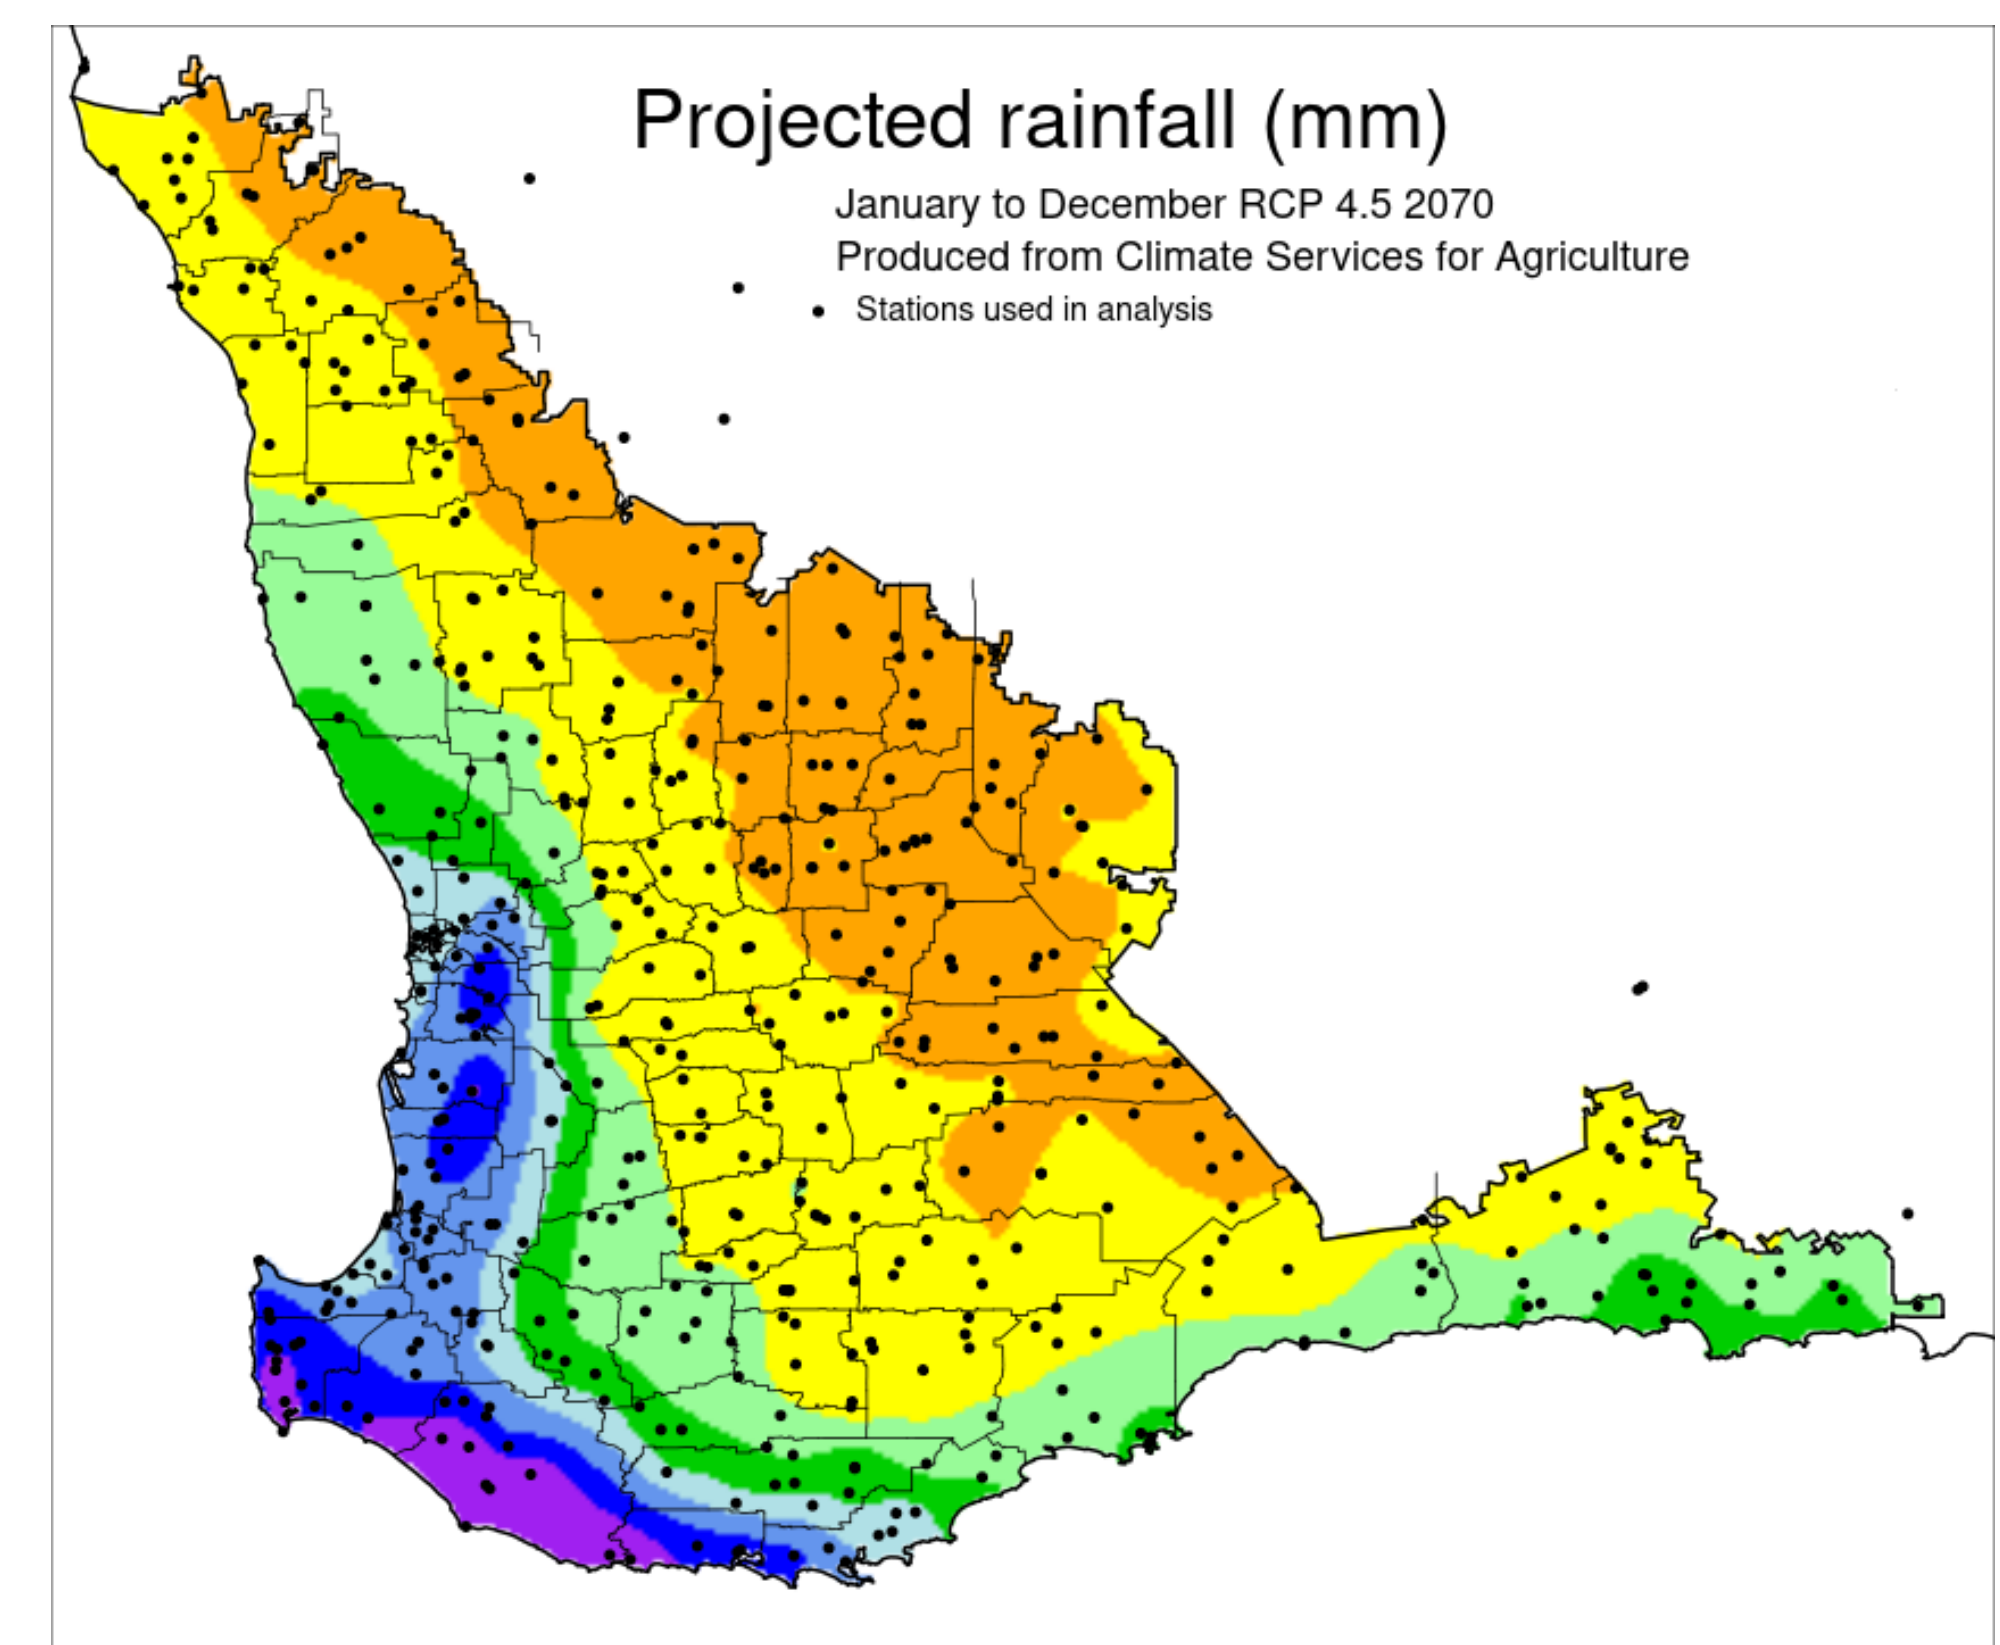 Projected rainfall (mm)
January to December RCP 4.5 2070
Produced from Climate Services for Agriculture
Stations used in analysis